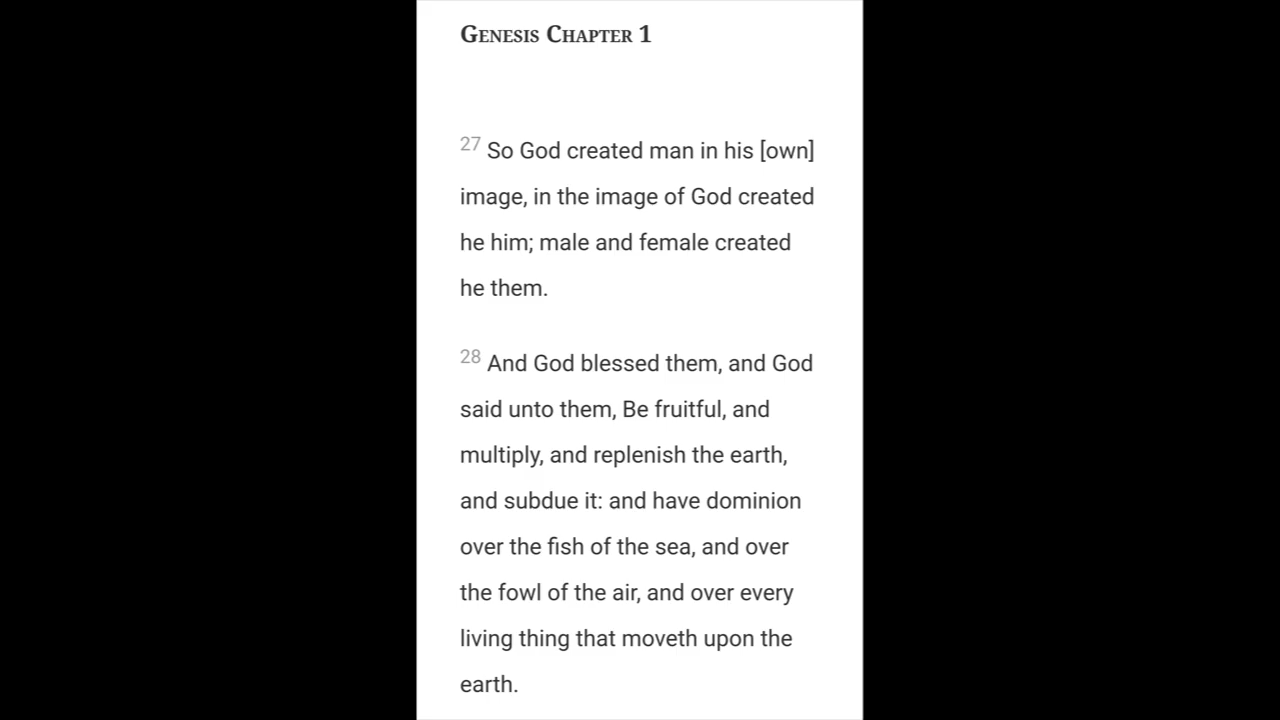 Genesis Chapter 1
27 So God created man in his [own]
image, in the image of God created
he him; male and female created
he them.
28 And God blessed them, and God
said unto them, Be fruitful, and
multiply, and replenish the earth,
and subdue it: and have dominion
over the fish of the sea, and over
the fowl of the air, and over every
living thing that moveth upon the
earth.